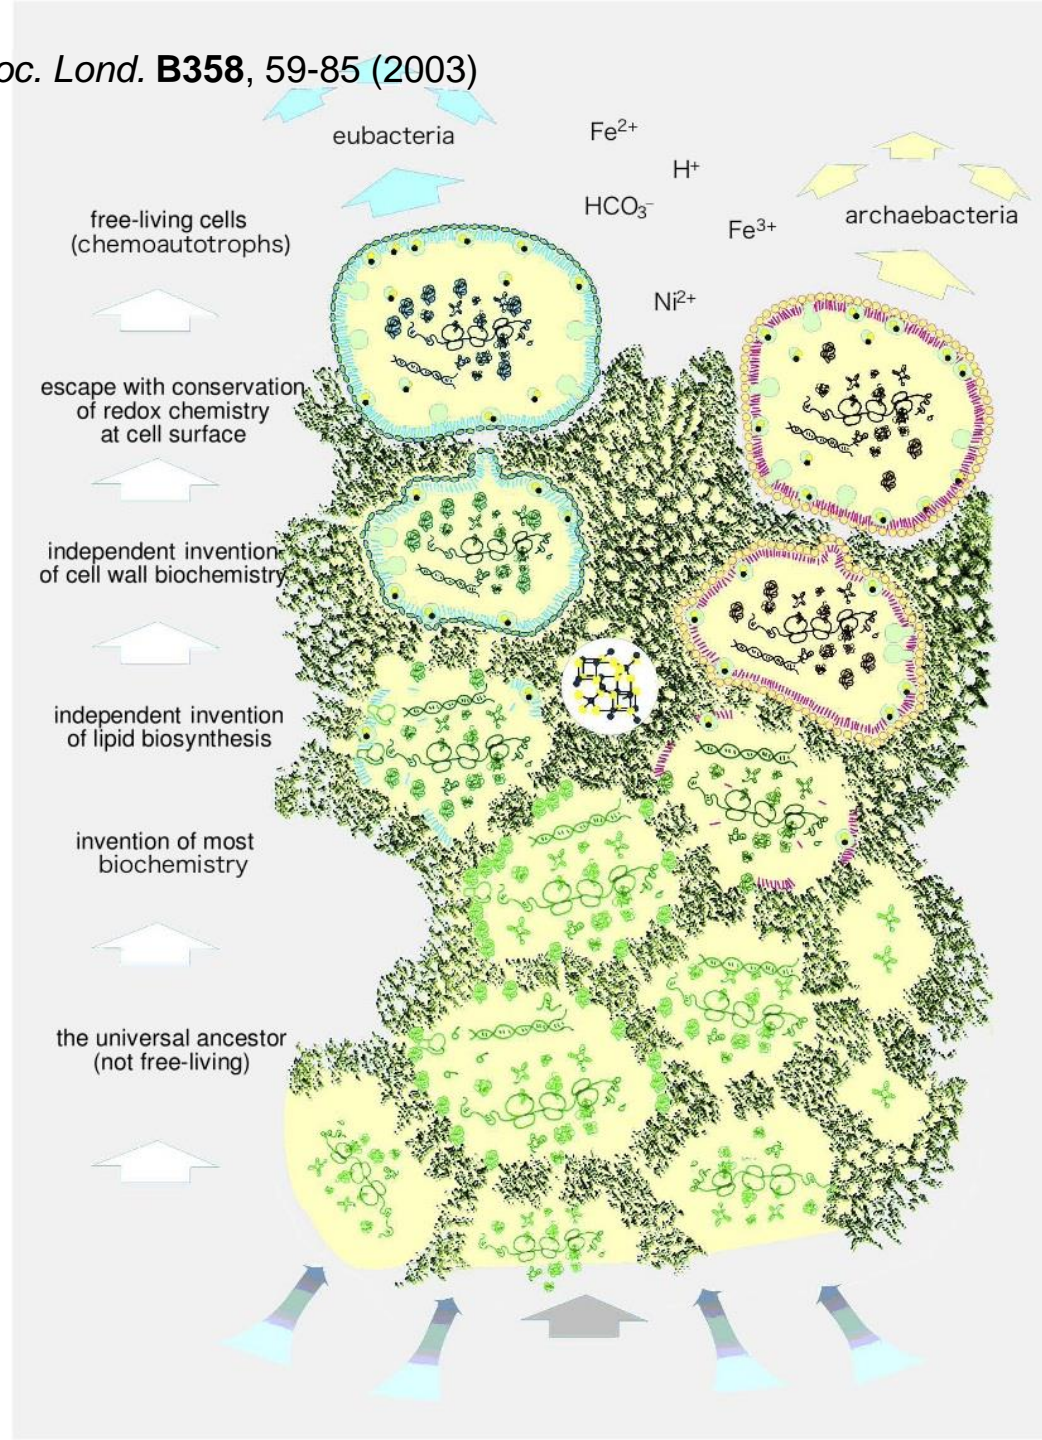 oc. Lond. B358, 59-85 (2003)
eubacteria
Fe²⁺
H⁺
HCO₃⁻
Fe³⁺
Ni²⁺
archaebacteria
free-living cells
(chemoautotrophs)
escape with conservation
of redox chemistry
at cell surface
independent invention
of cell wall biochemistry
independent invention
of lipid biosynthesis
invention of most
biochemistry
the universal ancestor
(not free-living)